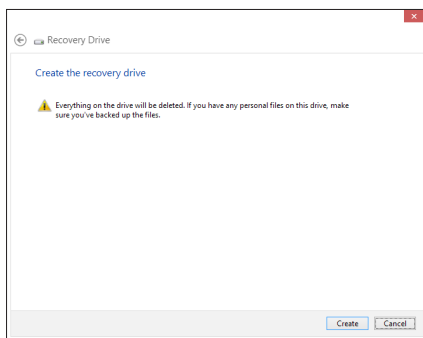 Recovery Drive
Create the recovery drive
Everything on the drive will be deleted. If you have any personal files on this drive, make
sure you've backed up the files.
Create Cancel